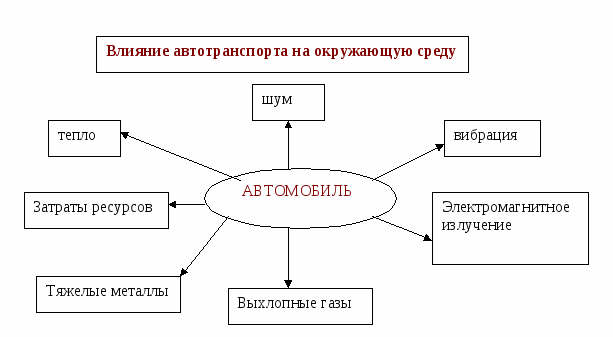 Влияние автотранспорта на окружающую среду
шум
тепло
вибрация
АВТОМОБИЛЬ
Затраты ресурсов
Электромагнитное
излучение
Тяжелые металлы
Выхлопные газы